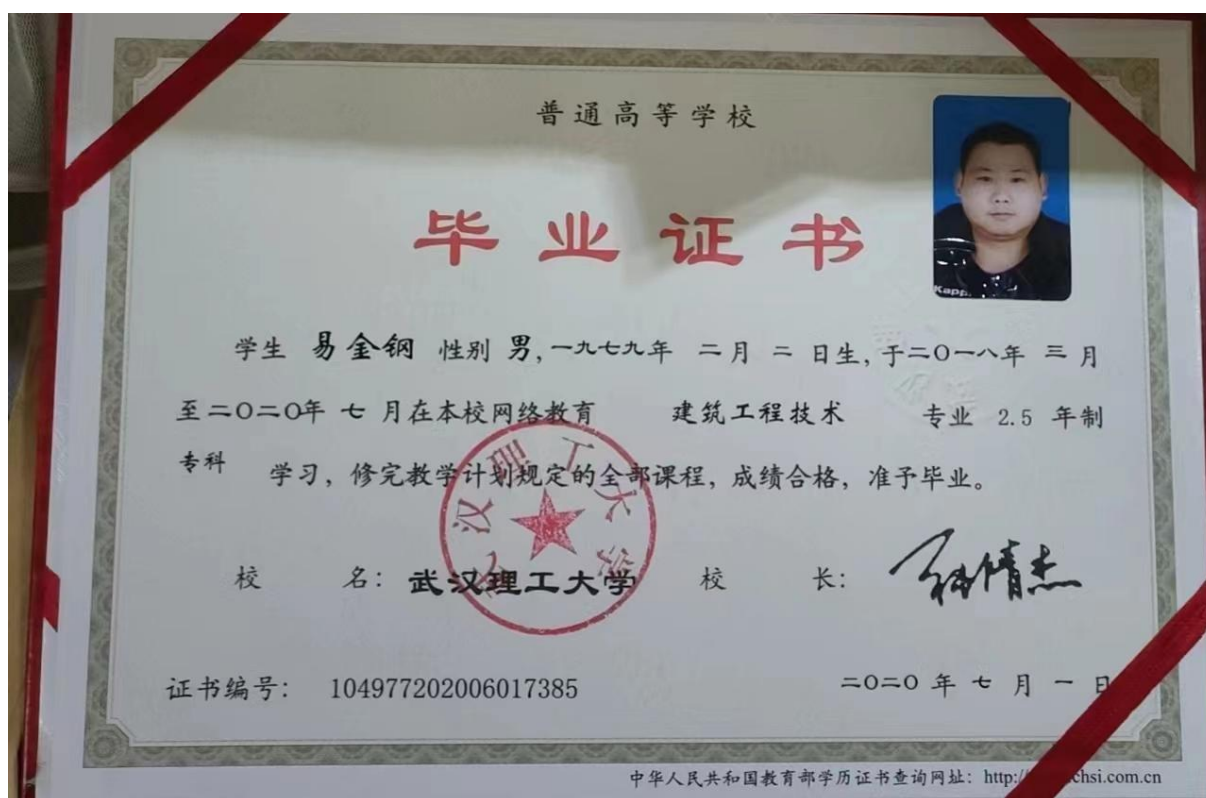 普通高等学校
毕业证书
Kapp
学生 易金钢 性别 男,一九七九年 二月 二 日生,于二〇一八年 三月
至二〇二〇年 七 月在本校网络教育 建筑工程技术 专业 2.5 年制
专科 学习,修完教学计划规定的全部课程,成绩合格,准予毕业。
武汉理工大学
校 名: 武汉理工大学 校 长:
证书编号: 104977202006017385 二〇二〇 年 七 月 一 日
中华人民共和国教育部学历证书查询网址: http:// chsi.com.cn